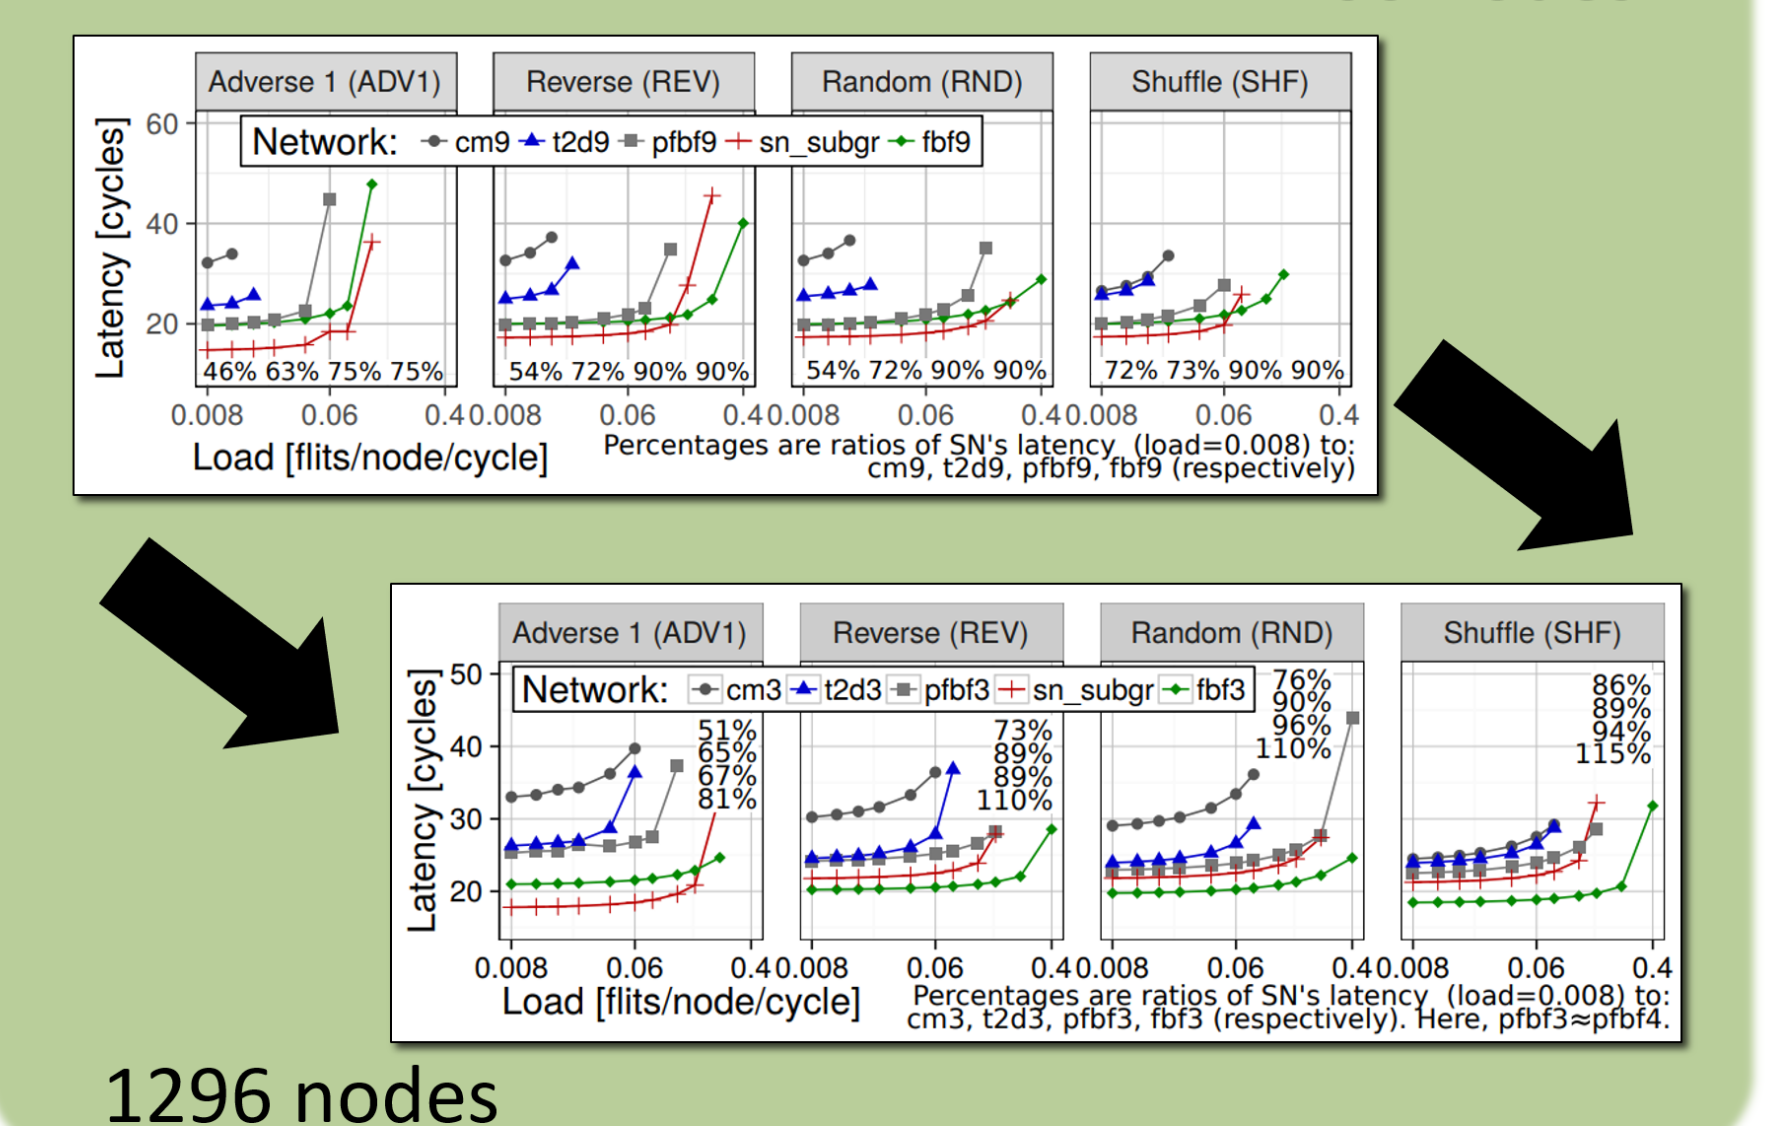 Adverse 1 (ADV1) Reverse (REV) Random (RND) Shuffle (SHF)
Network: cm9 t2d9 pfbf9 sn_subgr fbf9
Latency [cycles]
60
40
20
46% 63% 75% 75%
54% 72% 90% 90%
54% 72% 90% 90%
72% 73% 90% 90%
0.008 0.06 0.4 0.008 0.06 0.4 0.008 0.06 0.4 0.008 0.06 0.4
Load [flits/node/cycle]
Percentages are ratios of SN's latency (load=0.008) to:
cm9, t2d9, pfbf9, fbf9 (respectively)
Adverse 1 (ADV1) Reverse (REV) Random (RND) Shuffle (SHF)
Network: cm3 t2d3 pfbf3 sn_subgr fbf3
Latency [cycles]
50
40
30
20
51%
65%
67%
81%
73%
89%
89%
110%
76%
90%
96%
110%
86%
89%
94%
115%
0.008 0.06 0.4 0.008 0.06 0.4 0.008 0.06 0.4 0.008 0.06 0.4
Load [flits/node/cycle]
Percentages are ratios of SN's latency (load=0.008) to:
cm3, t2d3, pfbf3, fbf3 (respectively). Here, pfbf3≈pfbf4.
1296 nodes